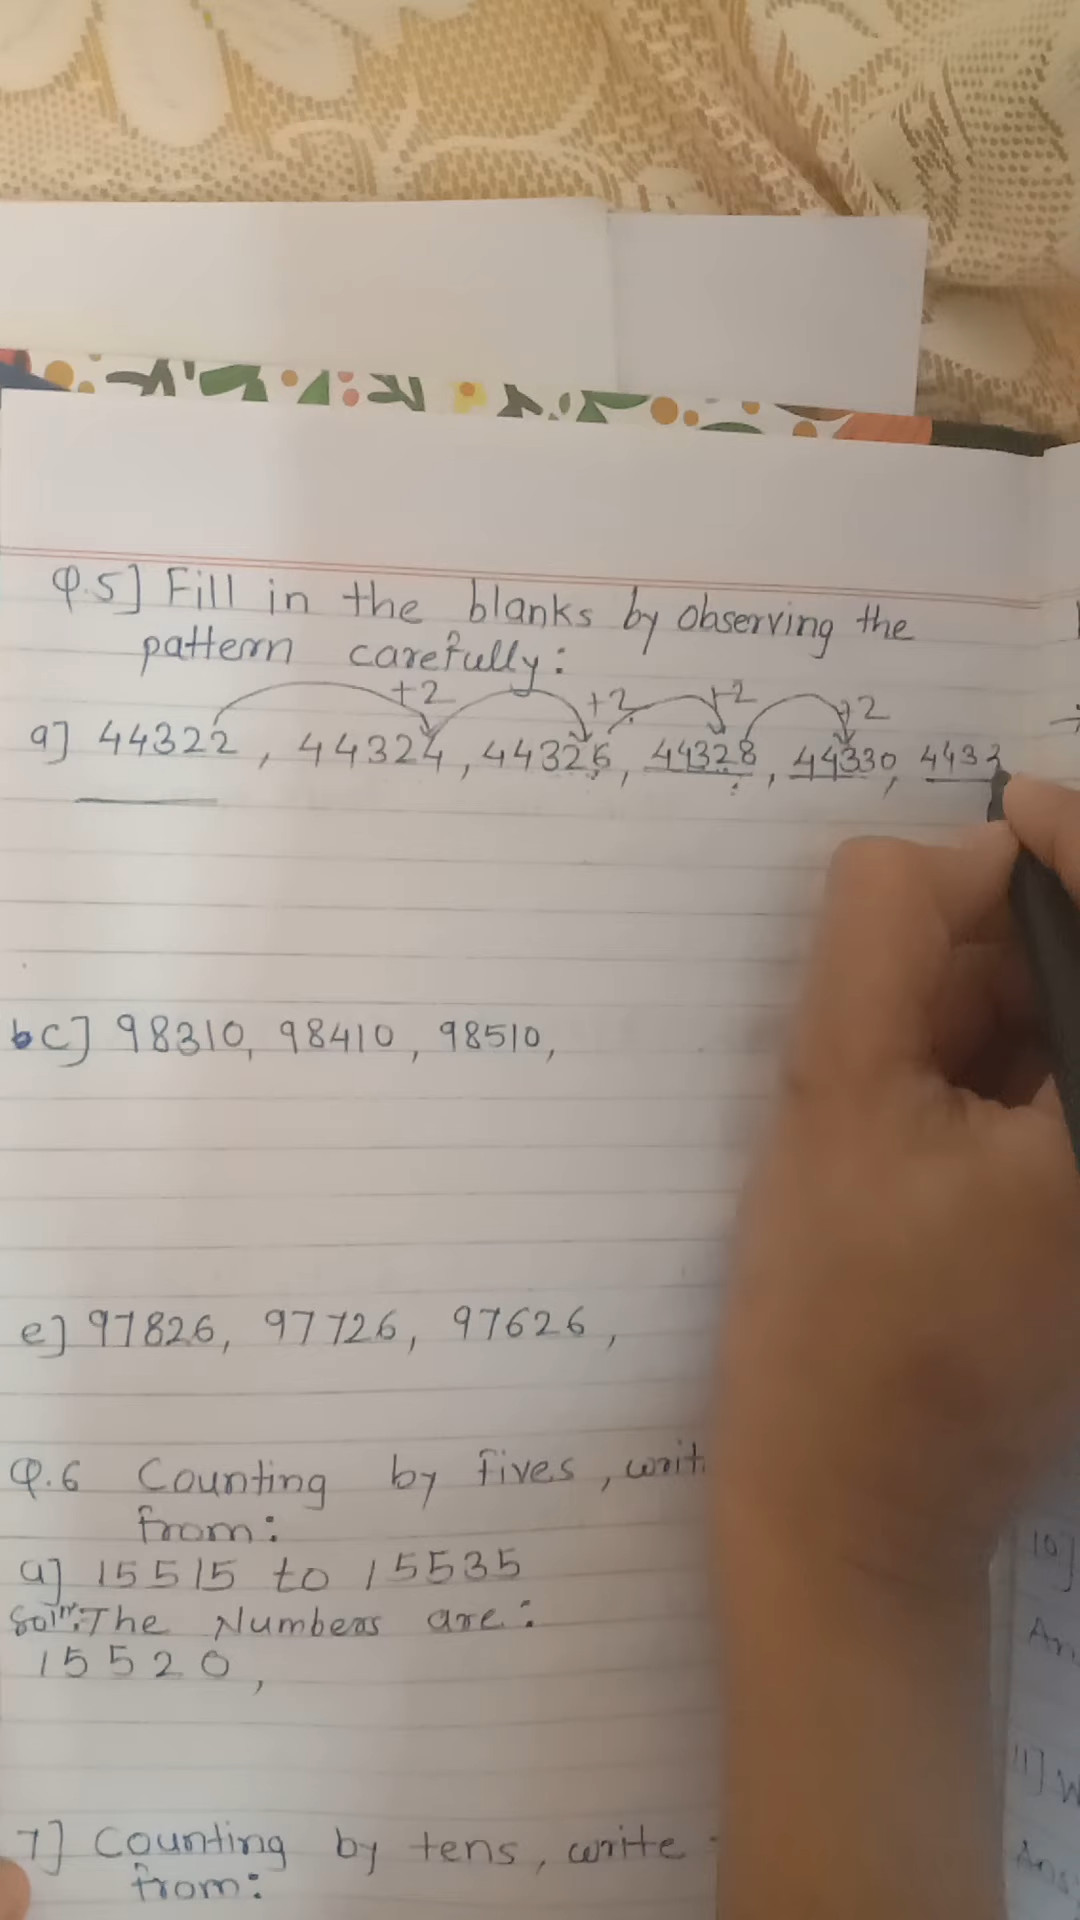 Q.5] Fill in the blanks by observing the
pattern carefully:
+2 +2 +2 +2
a] 44322, 44324, 44326, 44328, 44330, 4433
bc] 98310, 98410, 98510,
e] 97826, 97726, 97626,
Q.6 Counting by fives, writ
from:
a] 15515 to 15535
Soln. The Numbers are:
15520,
7] Counting by tens, write
from:
10]
An
11] W
Ans